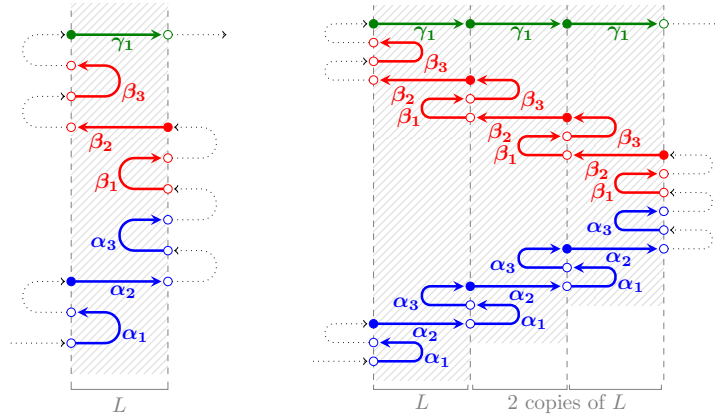 γ₁
β₃
β₂
β₁
α₃
α₂
α₁
L
γ₁ γ₁ γ₁
β₃
β₂ β₃
β₁
β₂ β₃
β₁
β₂
β₁
α₃
α₃ α₂
α₃ α₂ α₁
α₂ α₁
α₁
L 2 copies of L